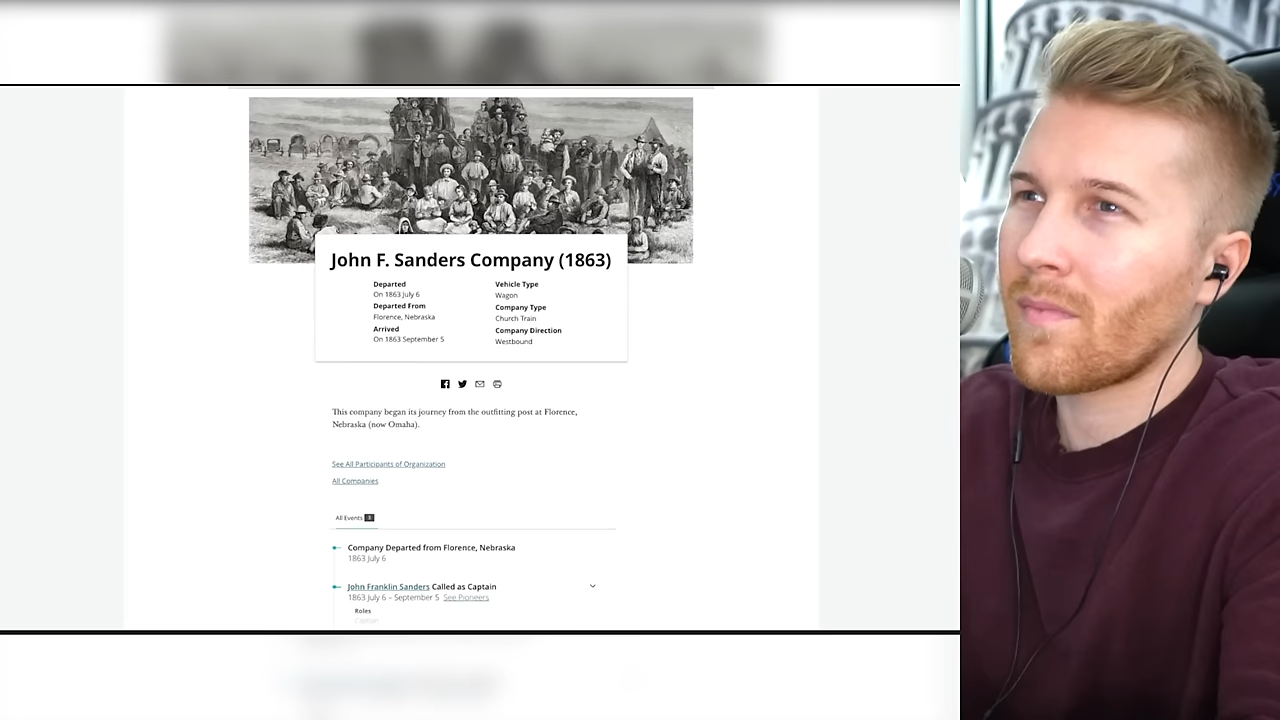 John F. Sanders Company (1863)
Departed
On 1863 July 6
Departed From
Florence, Nebraska
Arrived
On 1863 September 5
Vehicle Type
Wagon
Company Type
Church Train
Company Direction
Westbound
This company began its journey from the outfitting post at Florence,
Nebraska (now Omaha).
See All Participants of Organization
All Companies
All Events 3
Company Departed from Florence, Nebraska
1863 July 6
John Franklin Sanders Called as Captain
1863 July 6 – September 5 See Pioneers
Roles
Captain